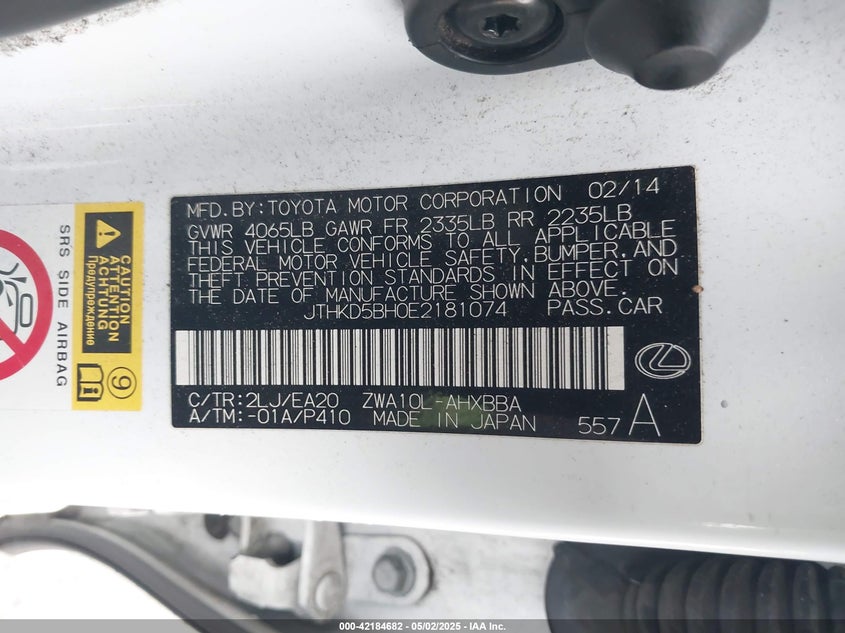 MFD.BY:TOYOTA MOTOR CORPORATION 02/14
GVWR 4065LB GAWR FR 2335LB RR 2235LB
THIS VEHICLE CONFORMS TO ALL APPLICABLE
FEDERAL MOTOR VEHICLE SAFETY,BUMPER,AND
THEFT PREVENTION STANDARDS IN EFFECT ON
THE DATE OF MANUFACTURE SHOWN ABOVE.
JTHKD5BH0E2181074 PASS.CAR
C/TR:2LJ/EA20 ZWA10L-AHXBBA
A/TM:-01A/P410 MADE IN JAPAN 557 A
SRS SIDE AIRBAG
CAUTION
ATTENTION
ACHTUNG
Предупреждение
9
000-42184682 - 05/02/2025 - IAA Inc.